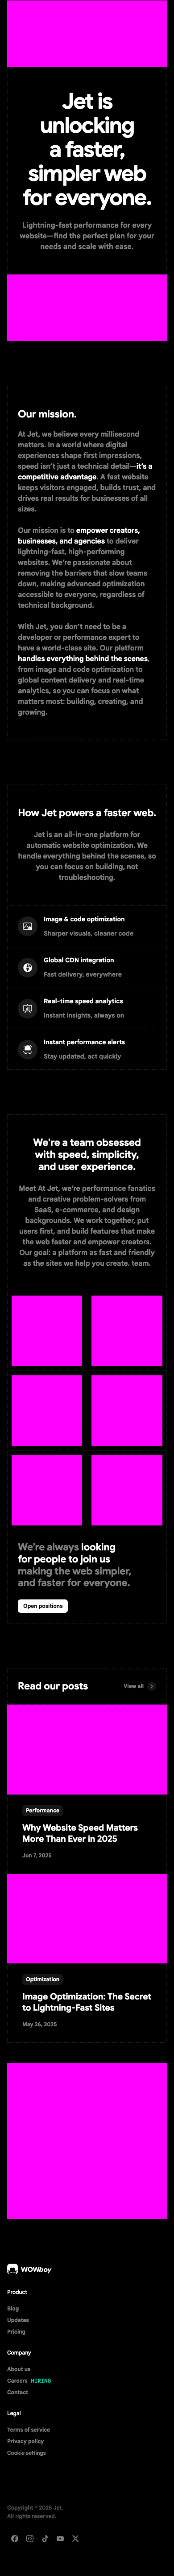 Jet is
unlocking
a faster,
simpler web
for everyone.
Lightning-fast performance for every
website—find the perfect plan for your
needs and scale with ease.
Our mission.
At Jet, we believe every millisecond
matters. In a world where digital
experiences shape first impressions,
speed isn't just a technical detail—it's a
competitive advantage. A fast website
keeps visitors engaged, builds trust, and
drives real results for businesses of all
sizes.
Our mission is to empower creators,
businesses, and agencies to deliver
lightning-fast, high-performing
websites. We're passionate about
removing the barriers that slow teams
down, making advanced optimization
accessible to everyone, regardless of
technical background.
With Jet, you don't need to be a
developer or performance expert to
have a world-class site. Our platform
handles everything behind the scenes,
from image and code optimization to
global content delivery and real-time
analytics, so you can focus on what
matters most: building, creating, and
growing.
How Jet powers a faster web.
Jet is an all-in-one platform for
automatic website optimization. We
handle everything behind the scenes, so
you can focus on building, not
troubleshooting.
Image & code optimization
Sharper visuals, cleaner code
Global CDN integration
Fast delivery, everywhere
Real-time speed analytics
Instant insights, always on
Instant performance alerts
Stay updated, act quickly
We're a team obsessed
with speed, simplicity,
and user experience.
Meet At Jet, we're performance fanatics
and creative problem-solvers from
SaaS, e-commerce, and design
backgrounds. We work together, put
users first, and build features that make
the web faster and empower creators.
Our goal: a platform as fast and friendly
as the sites we help you create. team.
We're always looking
for people to join us
making the web simpler,
and faster for everyone.
Open positions
Read our posts
View all
Performance
Why Website Speed Matters
More Than Ever in 2025
Jun 7, 2025
Optimization
Image Optimization: The Secret
to Lightning-Fast Sites
May 26, 2025
WOWiboy
Product
Blog
Updates
Pricing
Company
About us
Careers HIRING
Contact
Legal
Terms of service
Privacy policy
Cookie settings
Copyright © 2025 Jet.
All rights reserved.